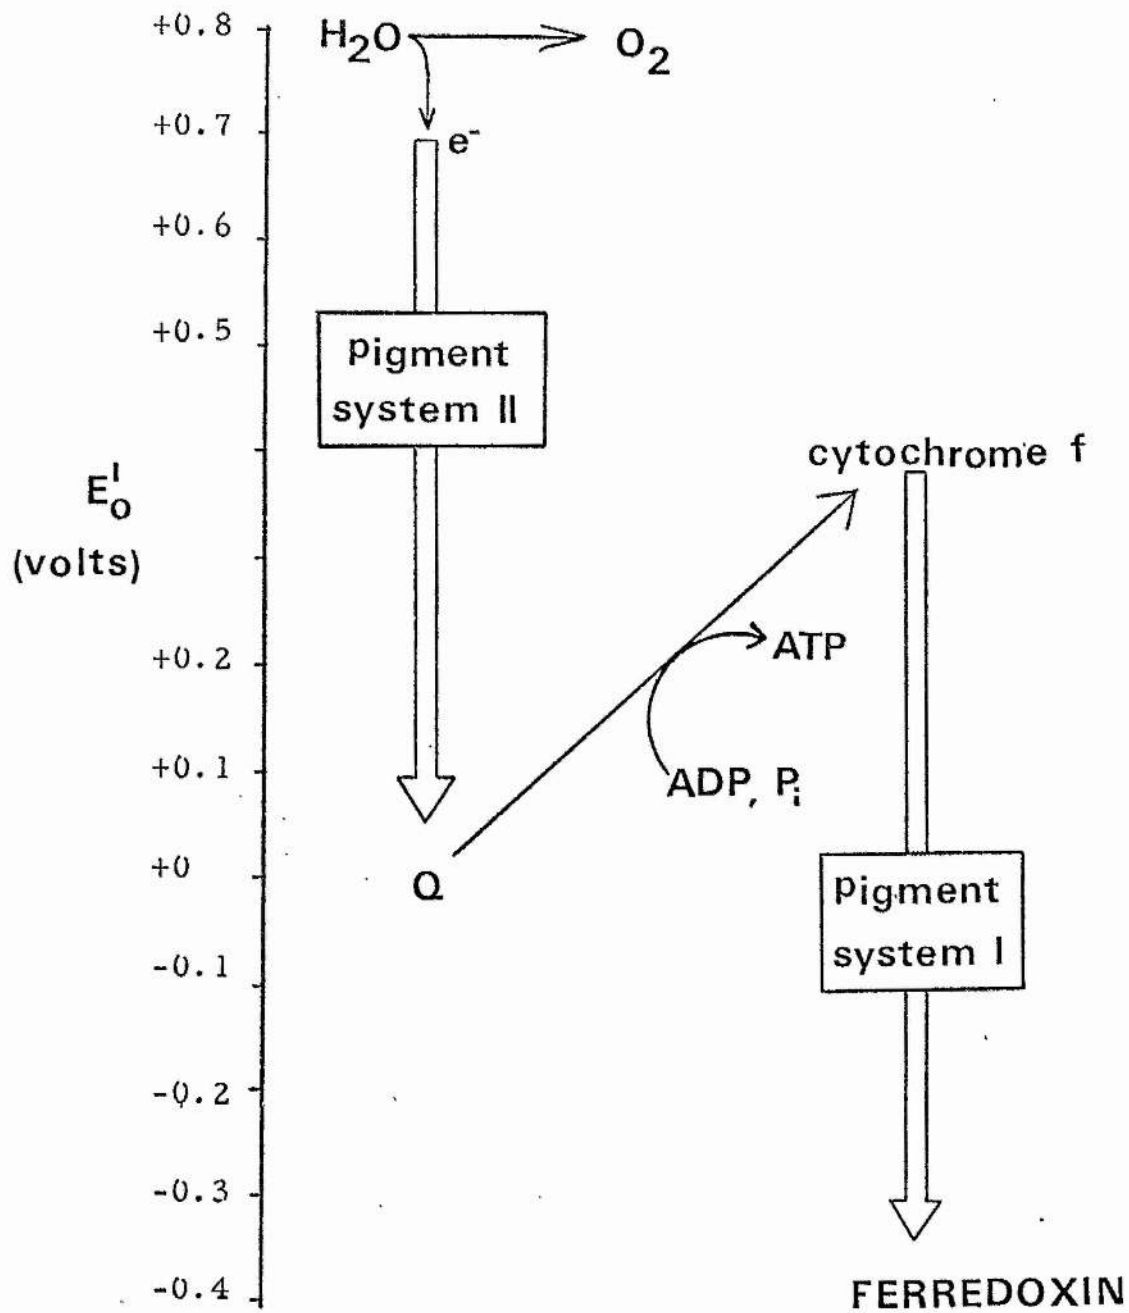 +0.8
H2O
O2
+0.7
e-
+0.6
+0.5
pigment
system II
cytochrome f
E0'
(volts)
+0.2
ATP
+0.1
ADP, Pi
+0
Q
pigment
system I
-0.1
-0.2
-0.3
-0.4
FERREDOXIN